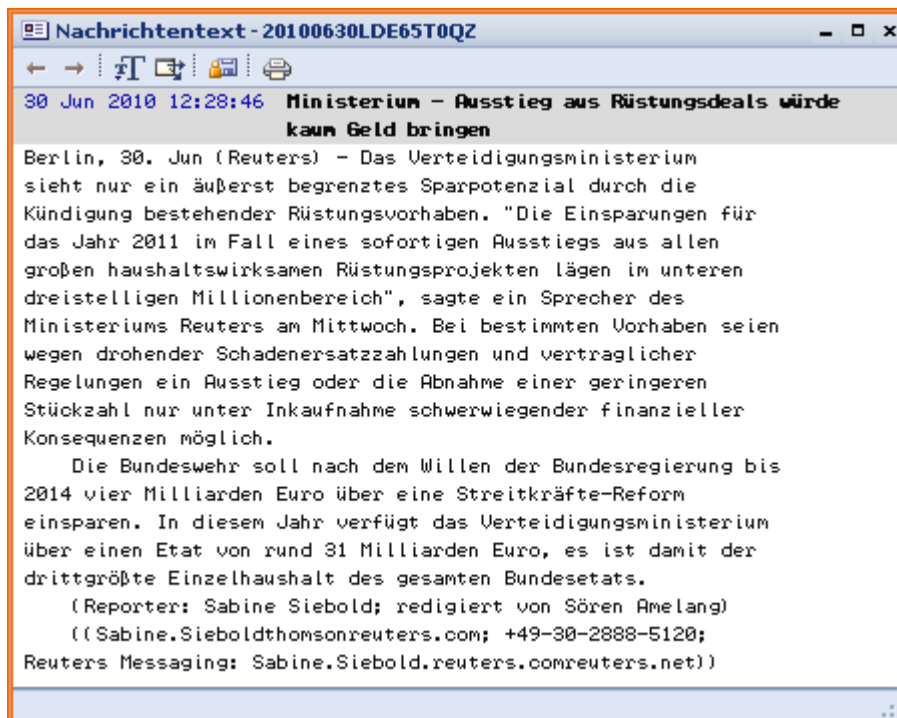 Nachrichtentext - 20100630LDE65T0QZ
30 Jun 2010 12:28:46 Ministerium - Ausstieg aus Rüstungsdeals würde
kaum Geld bringen
Berlin, 30. Jun (Reuters) - Das Verteidigungsministerium
sieht nur ein äußerst begrenztes Sparpotenzial durch die
Kündigung bestehender Rüstungsvorhaben. "Die Einsparungen für
das Jahr 2011 im Fall eines sofortigen Ausstiegs aus allen
großen haushaltswirksamen Rüstungsprojekten lägen im unteren
dreistelligen Millionenbereich", sagte ein Sprecher des
Ministeriums Reuters am Mittwoch. Bei bestimmten Vorhaben seien
wegen drohender Schadenersatzzahlungen und vertraglicher
Regelungen ein Ausstieg oder die Abnahme einer geringeren
Stückzahl nur unter Inkaufnahme schwerwiegender finanzieller
Konsequenzen möglich.
Die Bundeswehr soll nach dem Willen der Bundesregierung bis
2014 vier Milliarden Euro über eine Streitkräfte-Reform
einsparen. In diesem Jahr verfügt das Verteidigungsministerium
über einen Etat von rund 31 Milliarden Euro, es ist damit der
drittgrößte Einzelhaushalt des gesamten Bundesetats.
(Reporter: Sabine Siebold; redigiert von Sören Amelang)
((Sabine.Sieboldthomsonreuters.com; +49-30-2888-5120;
Reuters Messaging: Sabine.Siebold.reuters.comreuters.net))